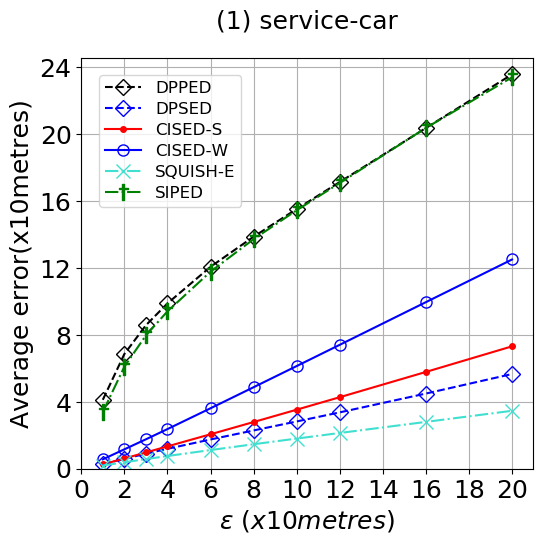 (1) service-car
24
20
16
12
8
4
0
Average error(x10metres)
DPPED
DPSED
CISED-S
CISED-W
SQUISH-E
SIPED
0 2 4 6 8 10 12 14 16 18 20
ε (x10metres)